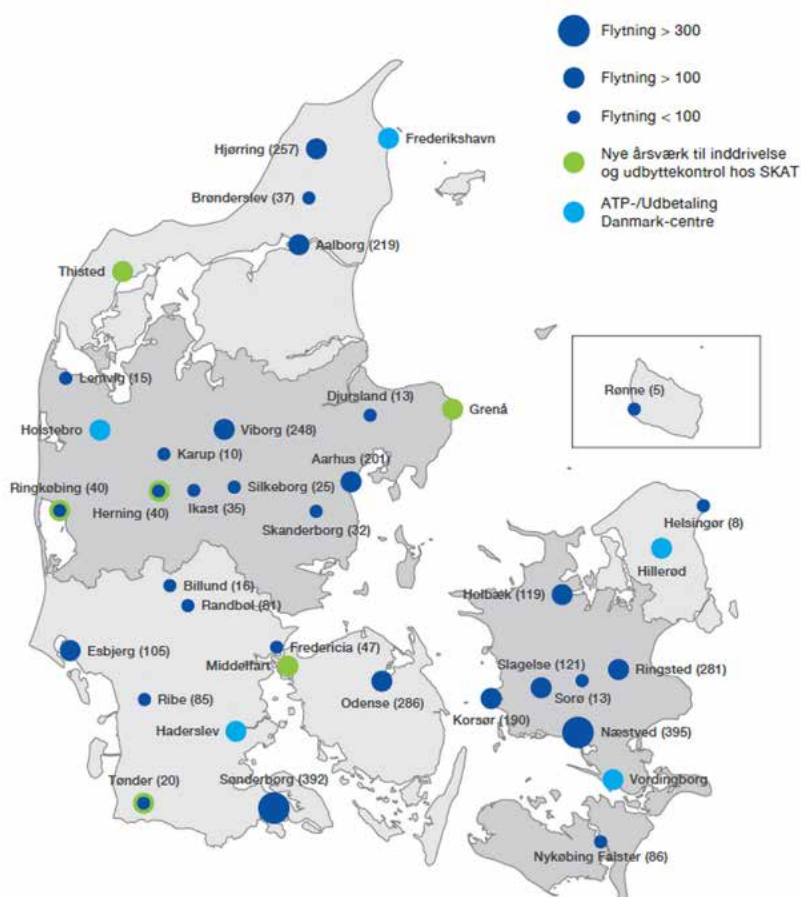 Flytning > 300
Flytning > 100
Flytning < 100
Nye årsværk til inddrivelse
og udbyttekontrol hos SKAT
ATP-/Udbetaling
Danmark-centre
Frederikshavn
Hjørring (257)
Brønderslev (37)
Aalborg (219)
Thisted
Lemvig (15)
Djursland (13)
Grenå
Rønne (5)
Holstebro
Viborg (248)
Karup (10)
Aarhus (201)
Ringkøbing (40)
Silkeborg (25)
Herning (40)
Ikast (35)
Skanderborg (32)
Helsingør (8)
Hillerød
Billund (16)
Randbøl (81)
Holbæk (119)
Esbjerg (105)
Fredericia (47)
Middelfart
Slagelse (121)
Ringsted (281)
Ribe (85)
Odense (286)
Sorø (13)
Korsør (190)
Haderslev
Næstved (395)
Tønder (20)
Sønderborg (392)
Vordingborg
Nykøbing Falster (86)